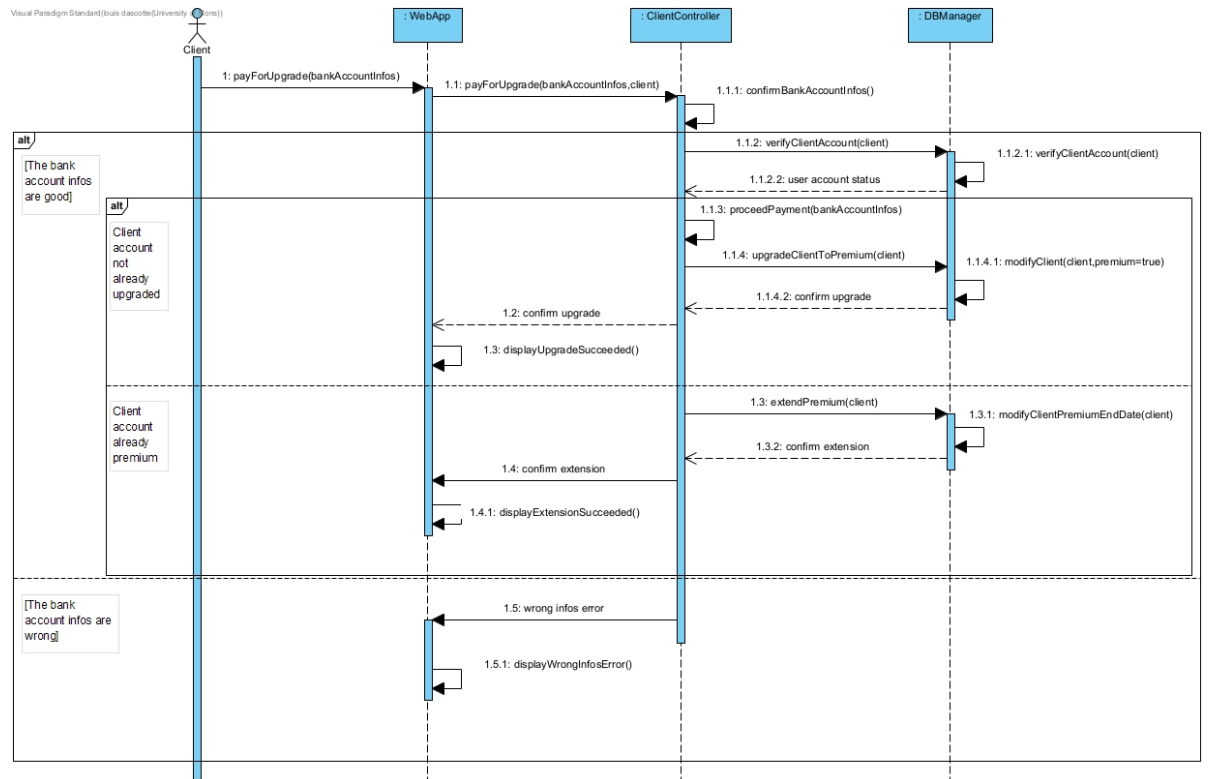 Visual Paradigm Standard(louis dascotte(University ons))
Client
: WebApp
: ClientController
: DBManager
1: payForUpgrade(bankAccountInfos)
1.1: payForUpgrade(bankAccountInfos,client)
1.1.1: confirmBankAccountInfos()
alt
[The bank
account infos
are good]
1.1.2: verifyClientAccount(client)
1.1.2.1: verifyClientAccount(client)
1.1.2.2: user account status
alt
Client
account
not
already
upgraded
1.1.3: proceedPayment(bankAccountInfos)
1.1.4: upgradeClientToPremium(client)
1.1.4.1: modifyClient(client,premium=true)
1.1.4.2: confirm upgrade
1.2: confirm upgrade
1.3: displayUpgradeSucceeded()
Client
account
already
premium
1.3: extendPremium(client)
1.3.1: modifyClientPremiumEndDate(client)
1.3.2: confirm extension
1.4: confirm extension
1.4.1: displayExtensionSucceeded()
[The bank
account infos are
wrong]
1.5: wrong infos error
1.5.1: displayWrongInfosError()